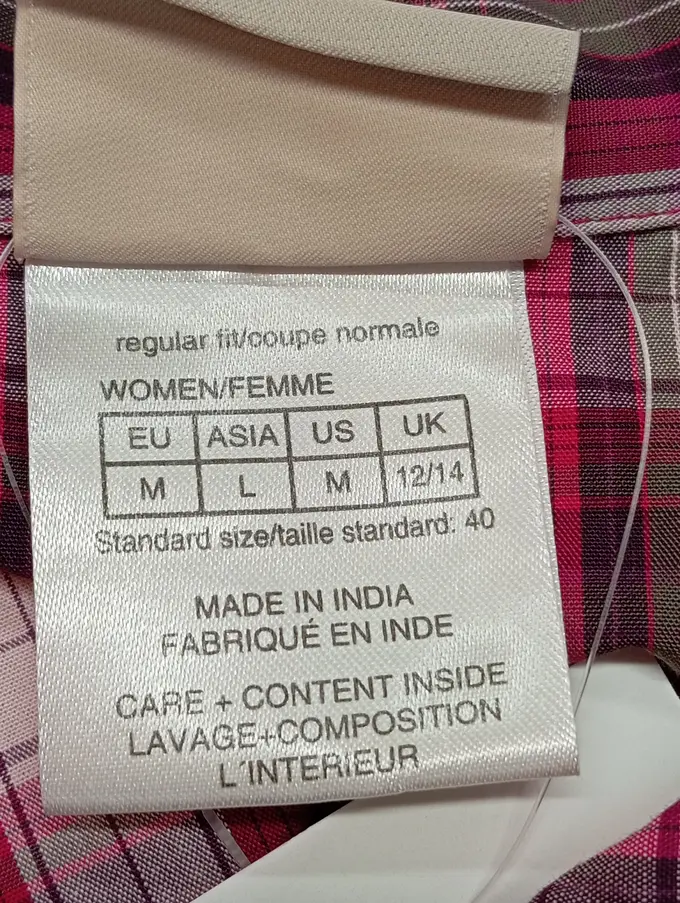 regular fit/coupe normale
WOMEN/FEMME
EU ASIA US UK
M L M 12/14
Standard size/taille standard: 40
MADE IN INDIA
FABRIQUÉ EN INDE
CARE + CONTENT INSIDE
LAVAGE+COMPOSITION
L'INTERIEUR